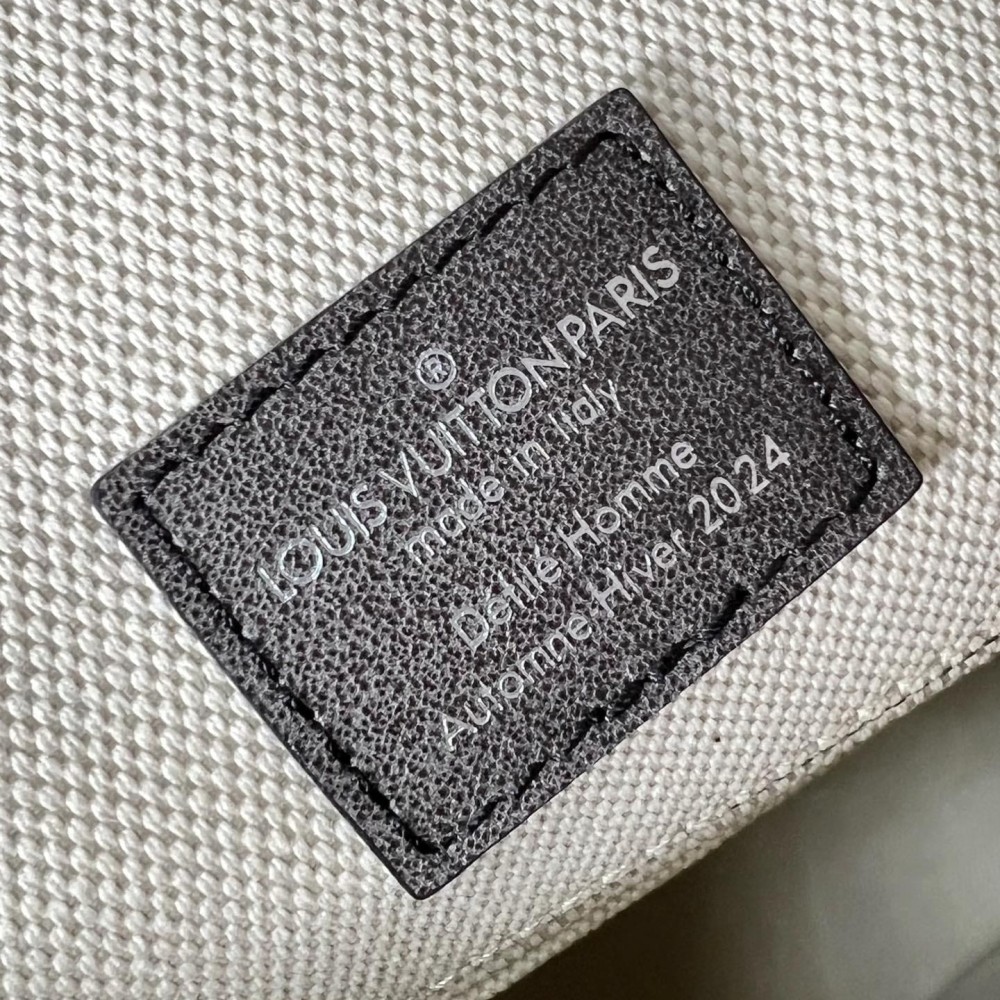 ®
LOUIS VUITTON PARIS
made in Italy
Défilé Homme
Automne Hiver 2024